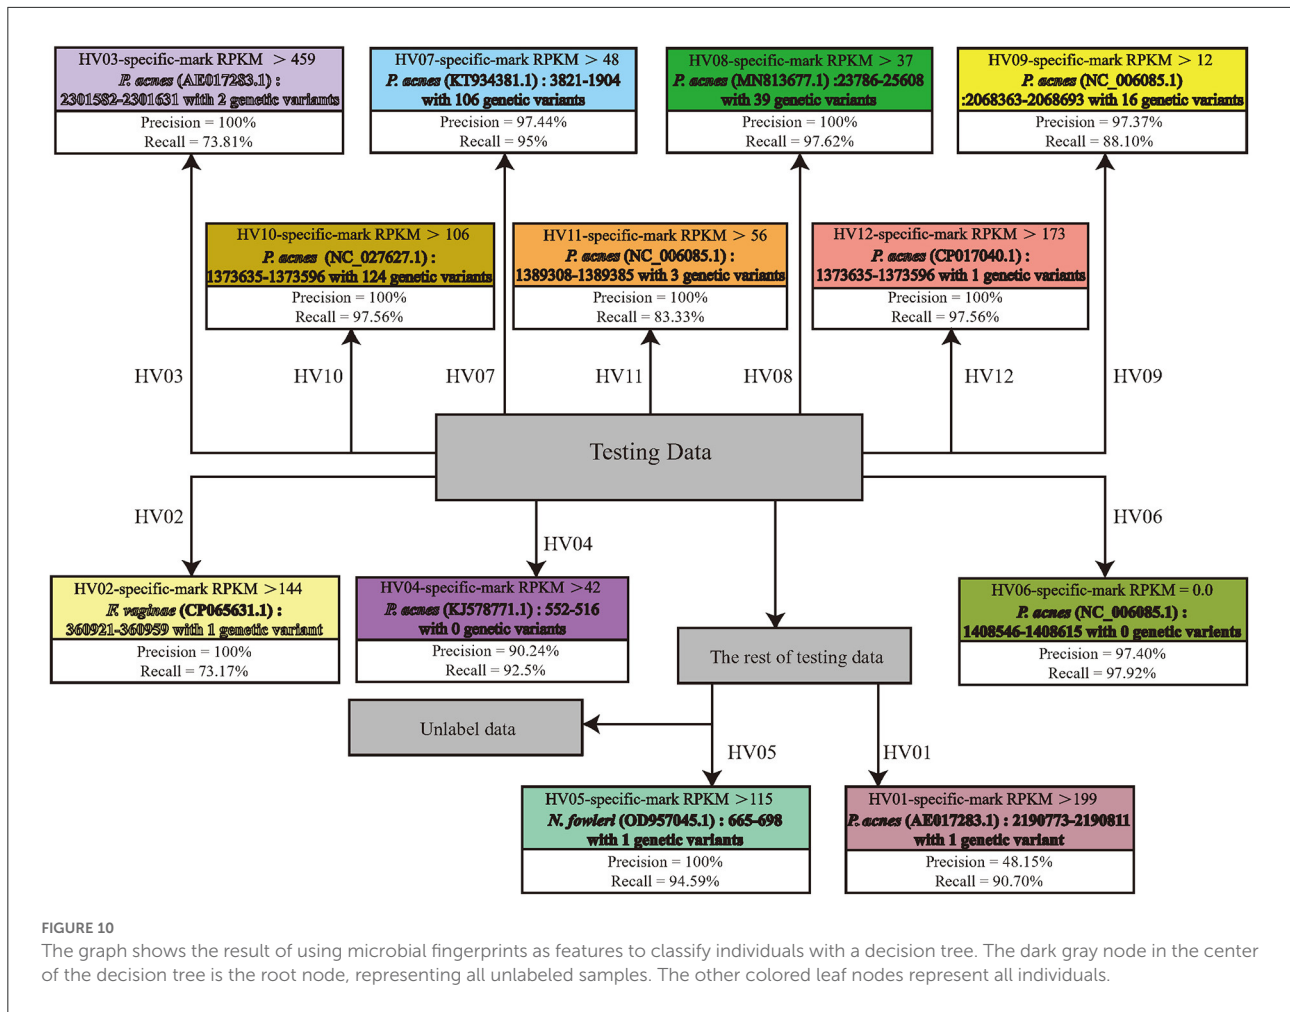 HV03-specific-mark RPKM > 459
P. acnes (AE017283.1) :
2301582-2301631 with 2 genetic variants
Precision = 100%
Recall = 73.81%
HV07-specific-mark RPKM > 48
P. acnes (KT934381.1) : 3821-1904
with 106 genetic variants
Precision = 97.44%
Recall = 95%
HV08-specific-mark RPKM > 37
P. acnes (MN813677.1) :23786-25608
with 39 genetic variants
Precision = 100%
Recall = 97.62%
HV09-specific-mark RPKM > 12
P. acnes (NC_006085.1)
:2068363-2068693 with 16 genetic variants
Precision = 97.37%
Recall = 88.10%
HV10-specific-mark RPKM > 106
P. acnes (NC_027627.1) :
1373635-1373596 with 124 genetic variants
Precision = 100%
Recall = 97.56%
HV11-specific-mark RPKM > 56
P. acnes (NC_006085.1) :
1389308-1389385 with 3 genetic variants
Precision = 100%
Recall = 83.33%
HV12-specific-mark RPKM > 173
P. acnes (CP017040.1) :
1373635-1373596 with 1 genetic variants
Precision = 100%
Recall = 97.56%
HV03
HV10
HV07
HV11
HV08
HV12
HV09
Testing Data
HV02
HV04
HV06
HV02-specific-mark RPKM >144
F. vaginae (CP065631.1) :
360921-360959 with 1 genetic variant
Precision = 100%
Recall = 73.17%
HV04-specific-mark RPKM >42
P. acnes (KJ578771.1) : 552-516
with 0 genetic variants
Precision = 90.24%
Recall = 92.5%
HV06-specific-mark RPKM = 0.0
P. acnes (NC_006085.1) :
1408546-1408615 with 0 genetic varients
Precision = 97.40%
Recall = 97.92%
The rest of testing data
Unlabel data
HV05
HV01
HV05-specific-mark RPKM >115
N. fowleri (OD957045.1) : 665-698
with 1 genetic variants
Precision = 100%
Recall = 94.59%
HV01-specific-mark RPKM >199
P. acnes (AE017283.1) : 2190773-2190811
with 1 genetic variant
Precision = 48.15%
Recall = 90.70%
FIGURE 10
The graph shows the result of using microbial fingerprints as features to classify individuals with a decision tree. The dark gray node in the center
of the decision tree is the root node, representing all unlabeled samples. The other colored leaf nodes represent all individuals.